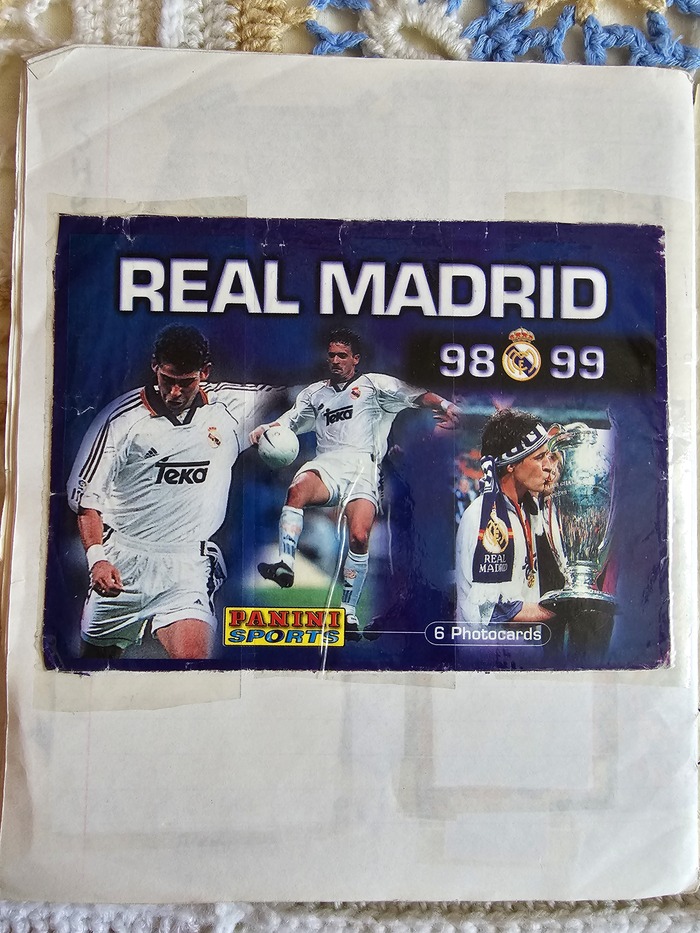 REAL MADRID
98 99
Teka
Teka
REAL
MADRID
PANINI
SPORTS
6 Photocards